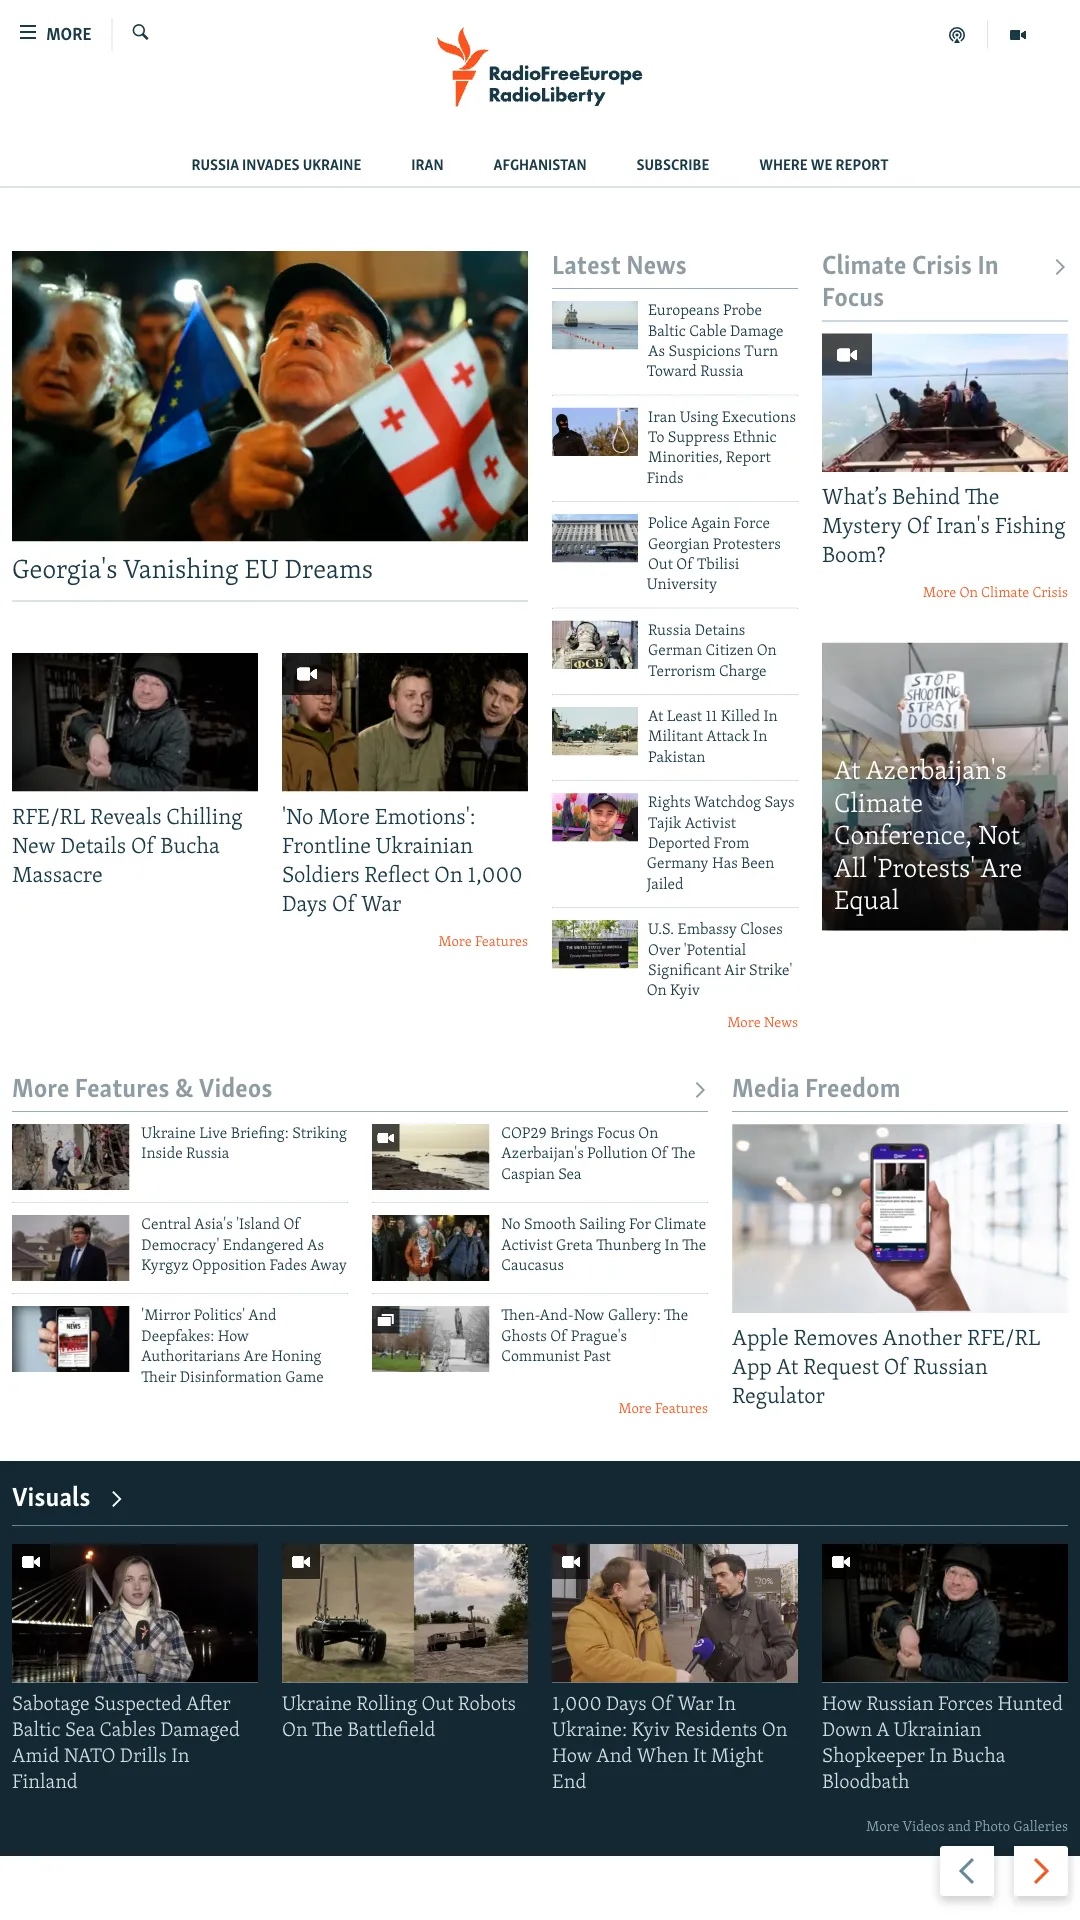 MORE
RadioFreeEurope
RadioLiberty
RUSSIA INVADES UKRAINE
IRAN
AFGHANISTAN
SUBSCRIBE
WHERE WE REPORT
Georgia's Vanishing EU Dreams
RFE/RL Reveals Chilling
New Details Of Bucha
Massacre
'No More Emotions':
Frontline Ukrainian
Soldiers Reflect On 1,000
Days Of War
More Features
Latest News
Europeans Probe
Baltic Cable Damage
As Suspicions Turn
Toward Russia
Iran Using Executions
To Suppress Ethnic
Minorities, Report
Finds
Police Again Force
Georgian Protesters
Out Of Tbilisi
University
ФСБ
Russia Detains
German Citizen On
Terrorism Charge
At Least 11 Killed In
Militant Attack In
Pakistan
Rights Watchdog Says
Tajik Activist
Deported From
Germany Has Been
Jailed
U.S. Embassy Closes
Over 'Potential
Significant Air Strike'
On Kyiv
More News
Climate Crisis In
Focus
What’s Behind The
Mystery Of Iran's Fishing
Boom?
More On Climate Crisis
STOP
SHOOTING
STRAY
DOGS!
At Azerbaijan's
Climate
Conference, Not
All 'Protests' Are
Equal
More Features & Videos
Ukraine Live Briefing: Striking
Inside Russia
COP29 Brings Focus On
Azerbaijan's Pollution Of The
Caspian Sea
Central Asia's 'Island Of
Democracy' Endangered As
Kyrgyz Opposition Fades Away
No Smooth Sailing For Climate
Activist Greta Thunberg In The
Caucasus
NEWS
'Mirror Politics' And
Deepfakes: How
Authoritarians Are Honing
Their Disinformation Game
Then-And-Now Gallery: The
Ghosts Of Prague's
Communist Past
More Features
Media Freedom
Apple Removes Another RFE/RL
App At Request Of Russian
Regulator
Visuals
Sabotage Suspected After
Baltic Sea Cables Damaged
Amid NATO Drills In
Finland
Ukraine Rolling Out Robots
On The Battlefield
-70%
1,000 Days Of War In
Ukraine: Kyiv Residents On
How And When It Might
End
How Russian Forces Hunted
Down A Ukrainian
Shopkeeper In Bucha
Bloodbath
More Videos and Photo Galleries